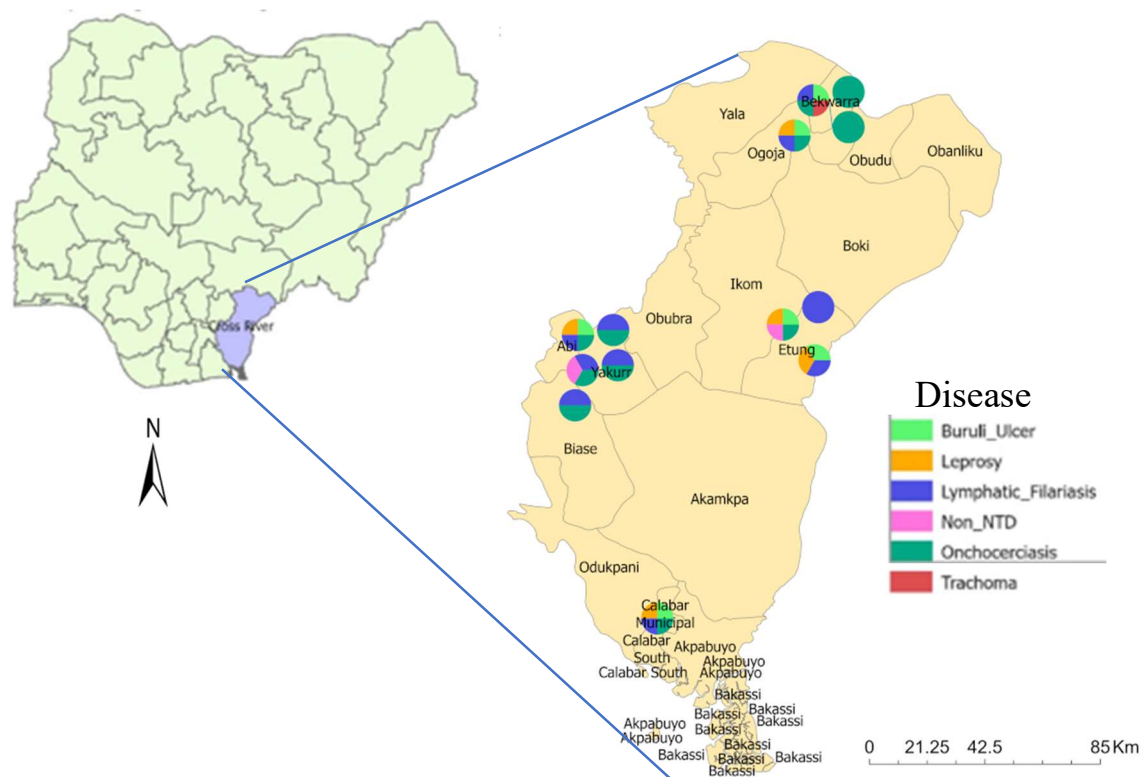 Cross River
N
Yala
Bekwarra
Ogoja
Obudu
Obanliku
Boki
Ikom
Obubra
Abi
Etung
Yakurr
Biase
Akamkpa
Odukpani
Calabar
Municipal
Calabar
South
Akpabuyo
Akpabuyo
Calabar South
Akpabuyo
Bakassi
Bakassi
Bakassi
Bakassi
Akpabuyo
Bakassi
Akpabuyo
Bakassi
Bakassi
Bakassi
Bakassi
Bakassi
Disease
Buruli_Ulcer
Leprosy
Lymphatic_Filariasis
Non_NTD
Onchocerciasis
Trachoma
0 21.25 42.5 85 Km